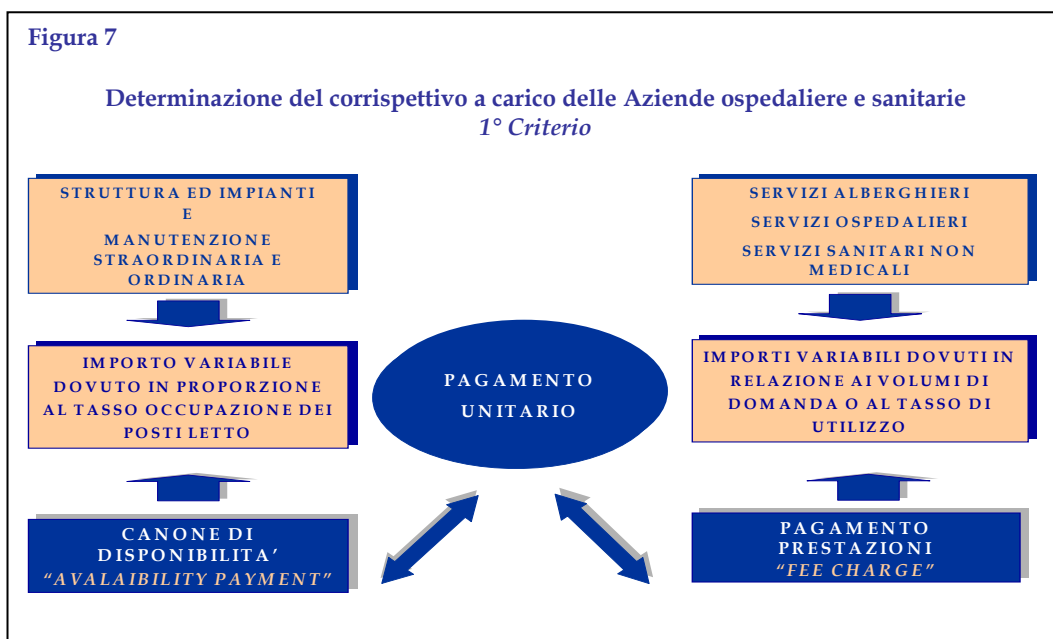 Figura 7
Determinazione del corrispettivo a carico delle Aziende ospedaliere e sanitarie
1° Criterio
STRUTTURA ED IMPIANTI
E
MANUTENZIONE
STRAORDINARIA E
ORDINARIA
SERVIZI ALBERGHIERI
SERVIZI OSPEDALIERI
SERVIZI SANITARI NON
MEDICALI
IMPORTO VARIABILE
DOVUTO IN PROPORZIONE
AL TASSO OCCUPAZIONE DEI
POSTI LETTO
PAGAMENTO
UNITARIO
IMPORTI VARIABILI DOVUTI IN
RELAZIONE AI VOLUMI DI
DOMANDA O AL TASSO DI
UTILIZZO
CANONE DI
DISPONIBILITA’
“AVALAIBILITY PAYMENT”
PAGAMENTO
PRESTAZIONI
“FEE CHARGE”